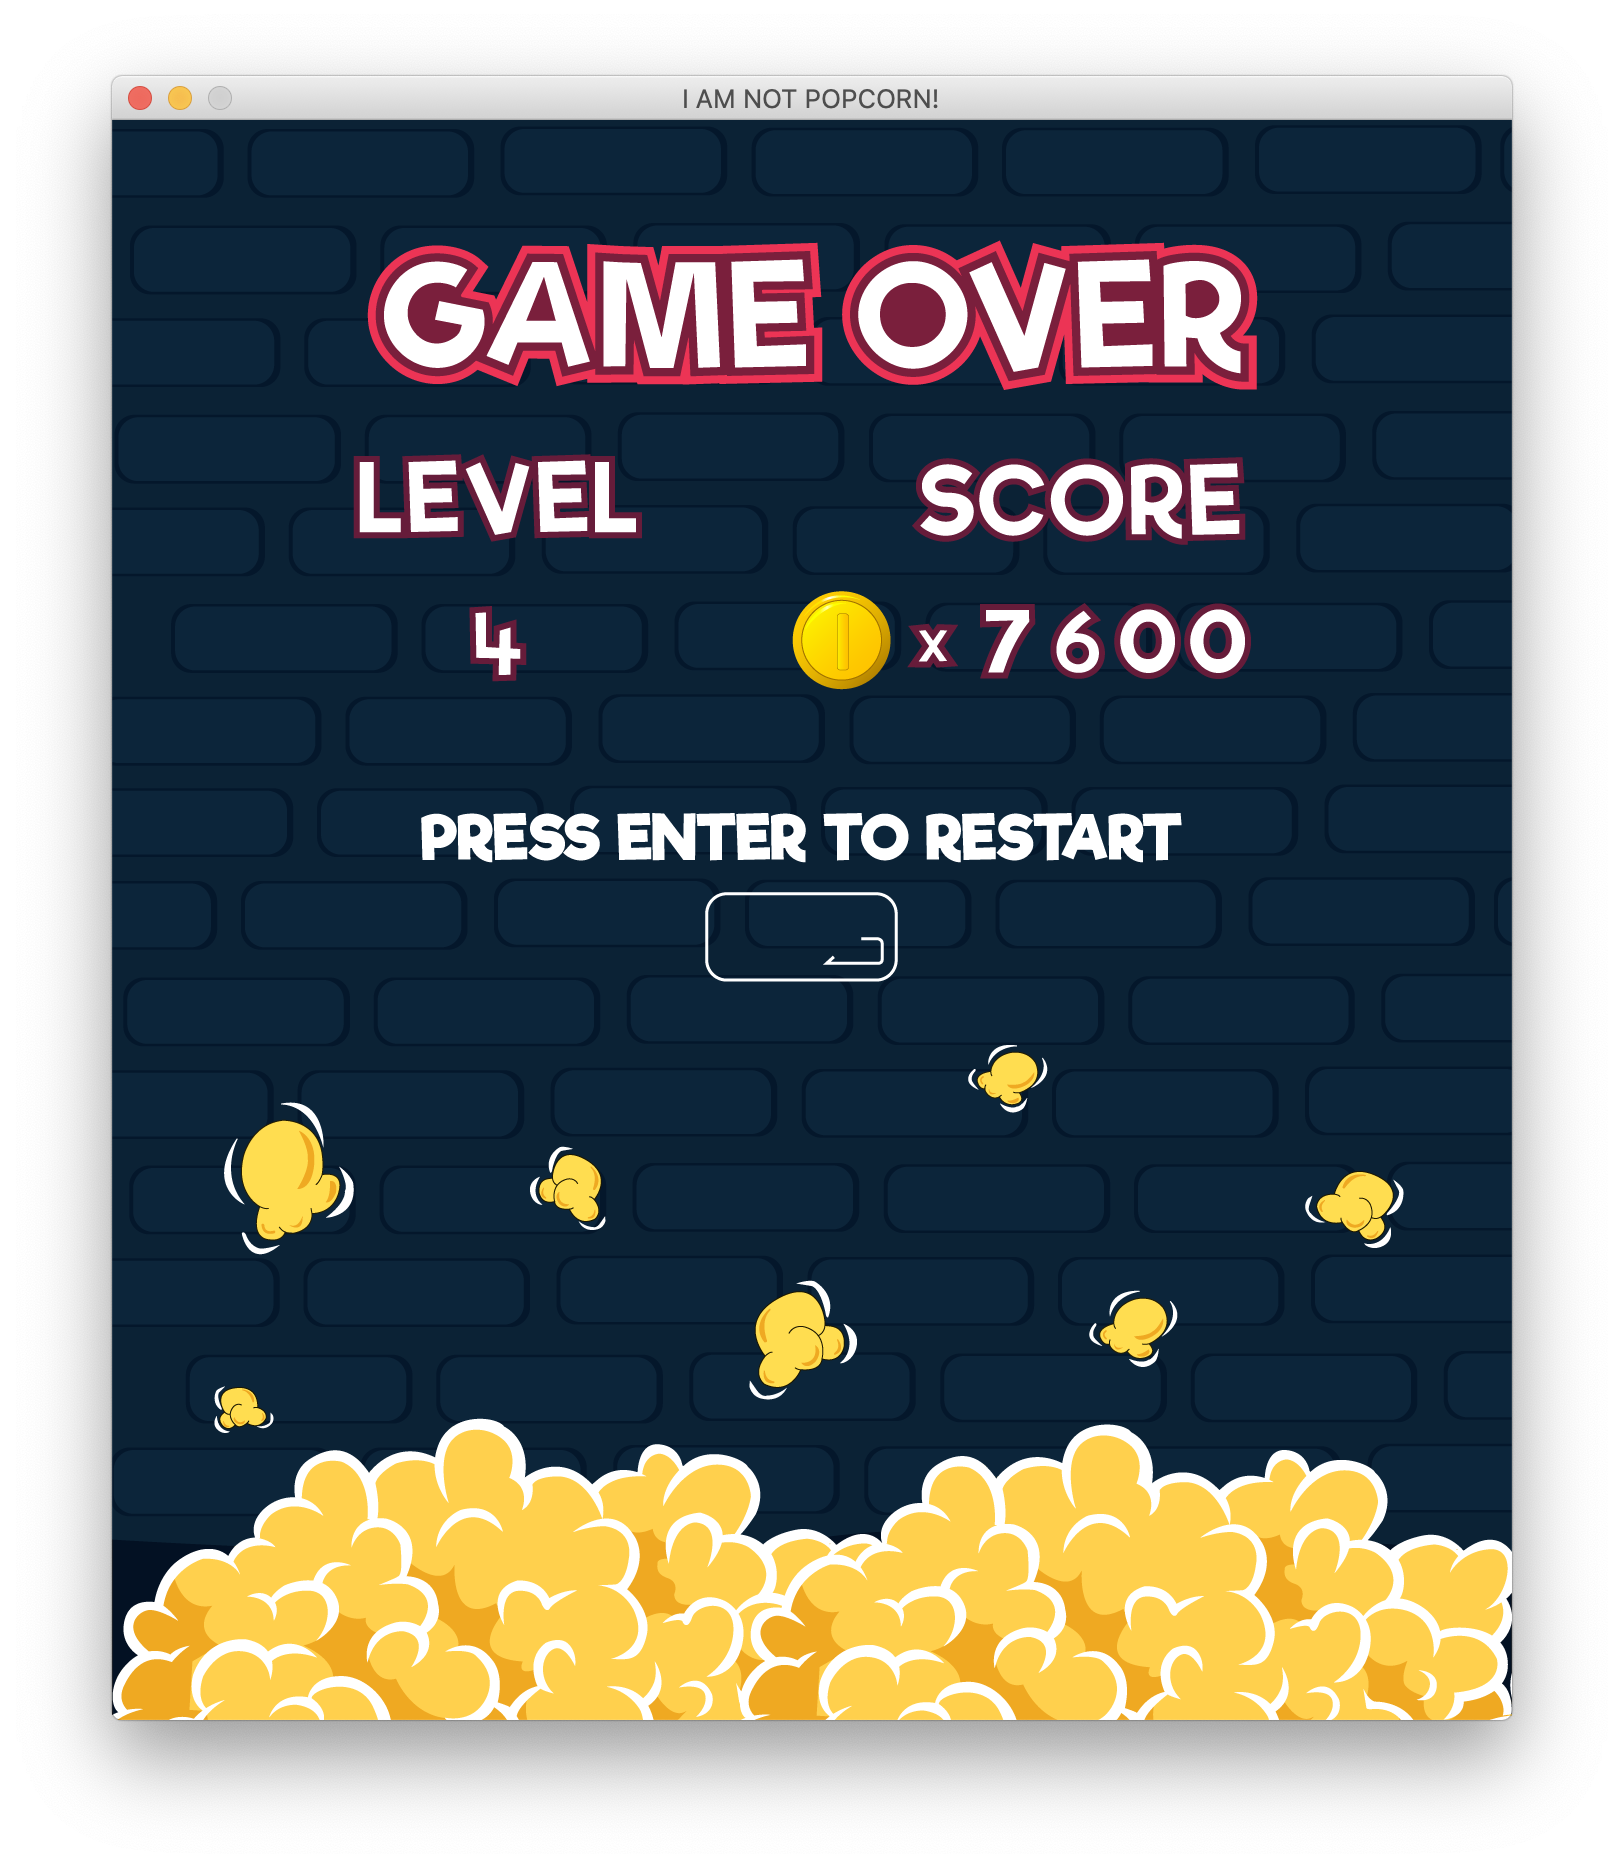 I AM NOT POPCORN!
GAME OVER
LEVEL SCORE
4 x 7600
PRESS ENTER TO RESTART